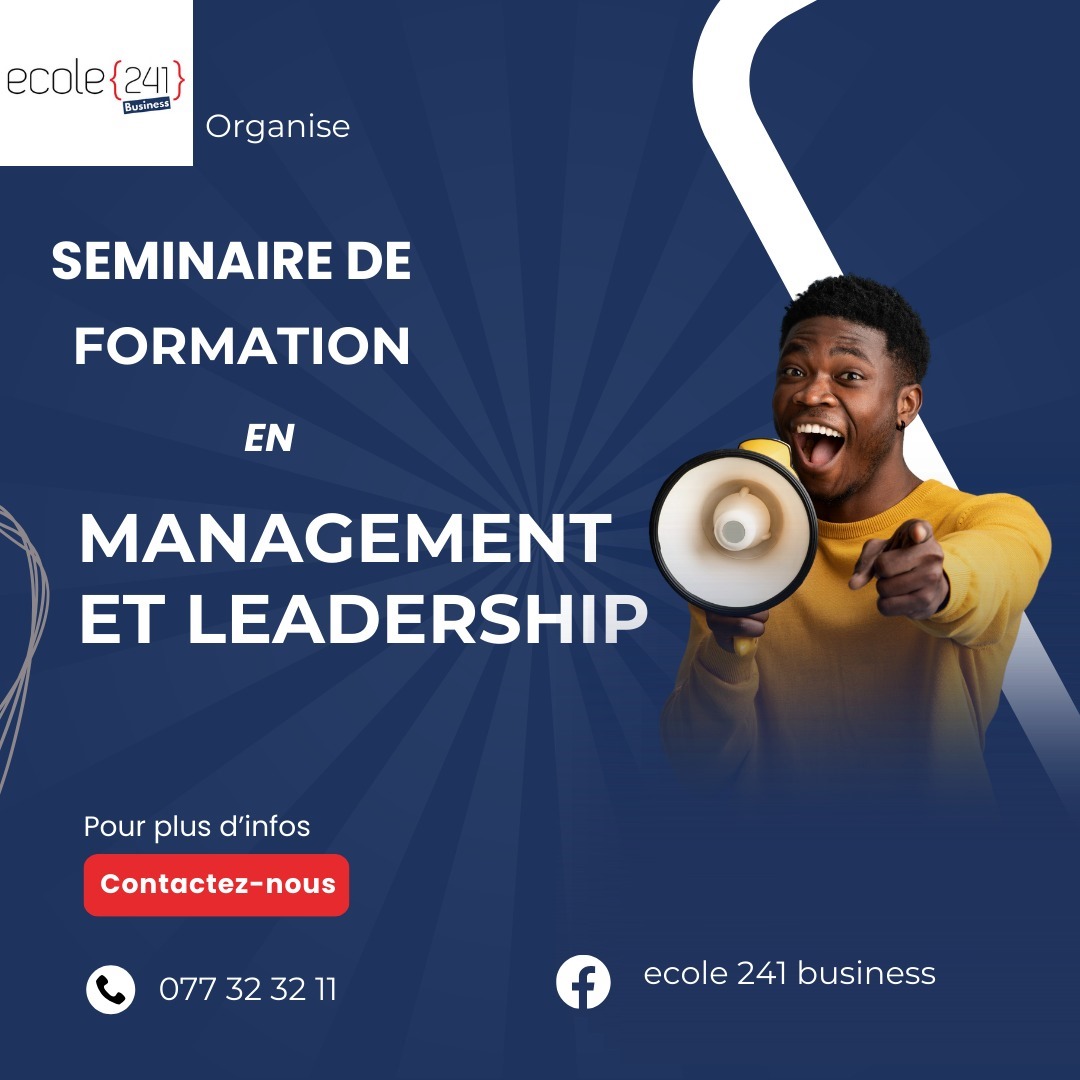 ecole {241}
Business
Organise
SEMINAIRE DE
FORMATION
EN
MANAGEMENT
ET LEADERSHIP
Pour plus d’infos
Contactez-nous
077 32 32 11
ecole 241 business